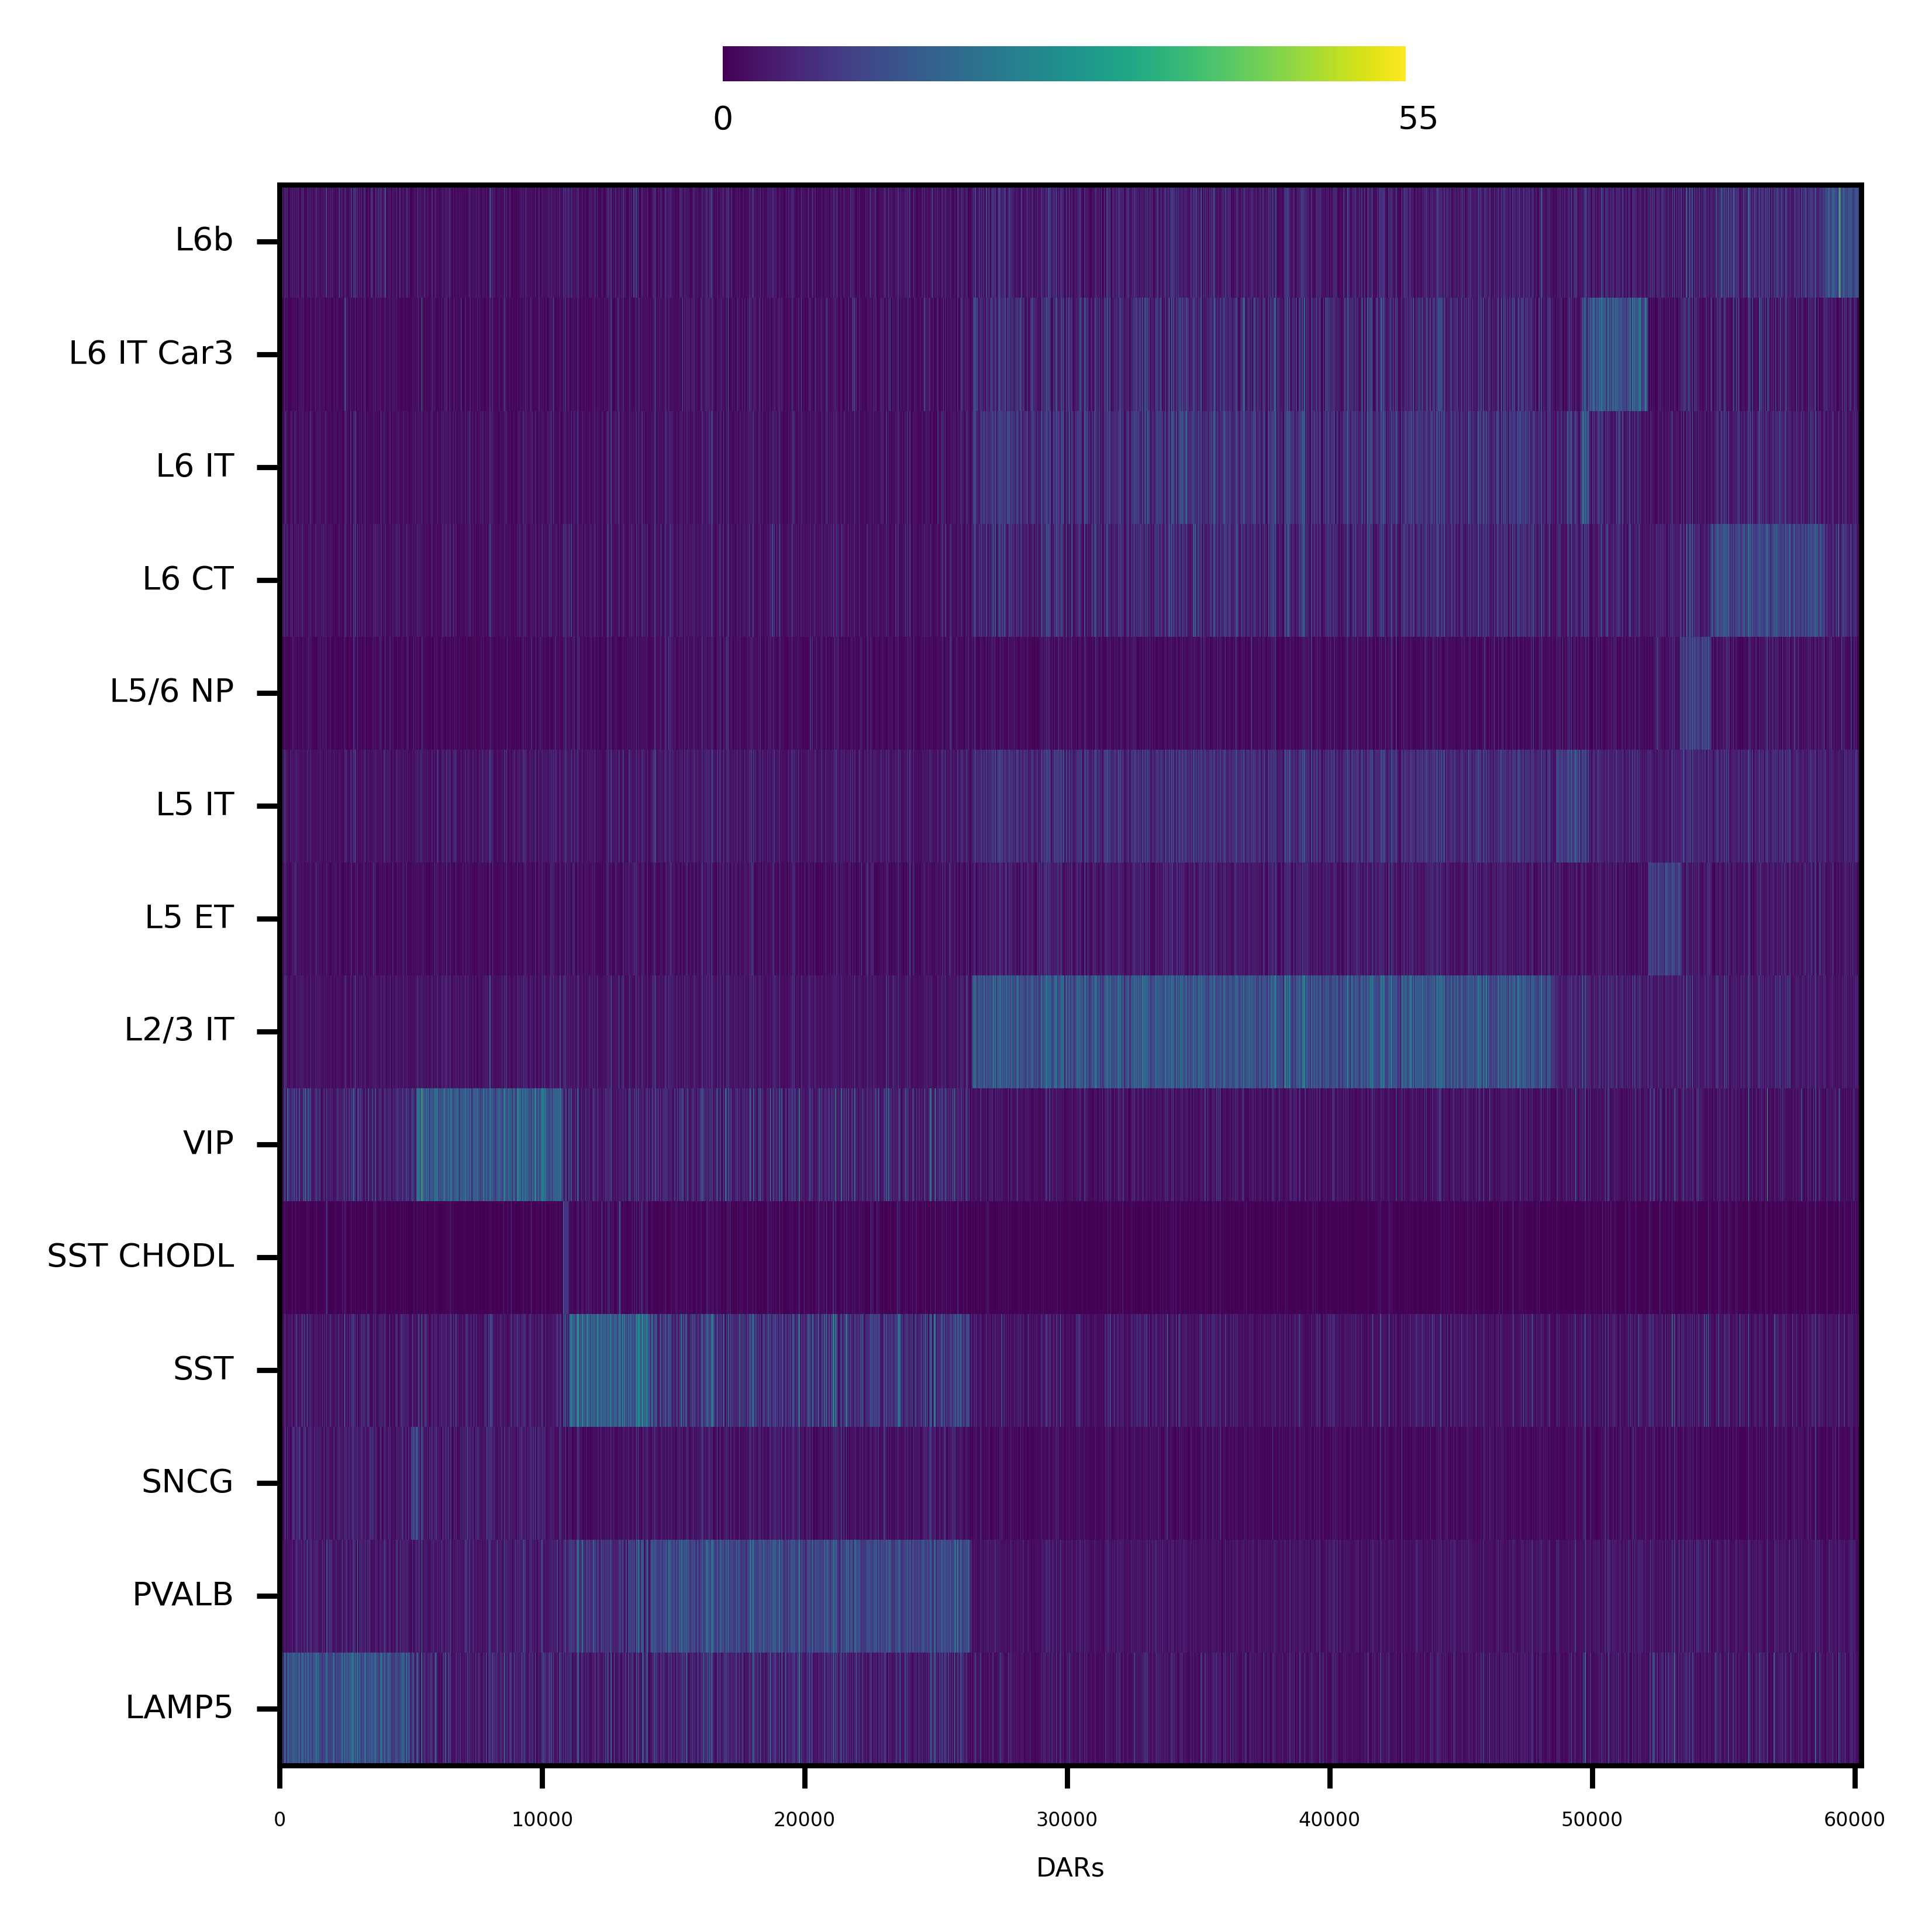 0 55
L6b
L6 IT Car3
L6 IT
L6 CT
L5/6 NP
L5 IT
L5 ET
L2/3 IT
VIP
SST CHODL
SST
SNCG
PVALB
LAMP5
0 10000 20000 30000 40000 50000 60000
DARs